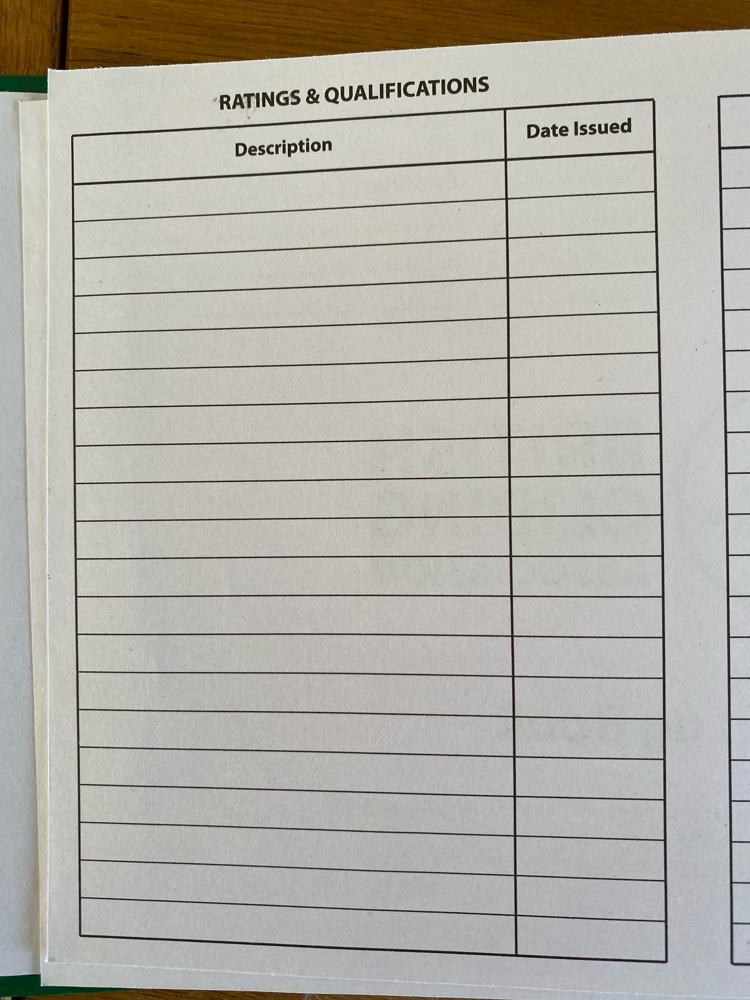 RATINGS & QUALIFICATIONS
Description
Date Issued